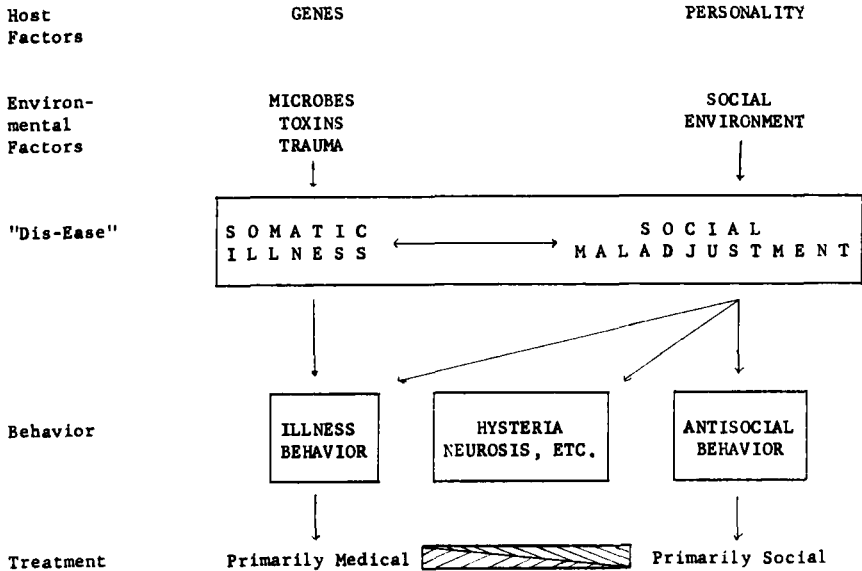 Host GENES PERSONALITY
Factors
Environ- MICROBES SOCIAL
mental TOXINS ENVIRONMENT
Factors TRAUMA
"Dis-Ease" SOMATIC SOCIAL
ILLNESS MALADJUSTMENT
Behavior ILLNESS HYSTERIA ANTISOCIAL
BEHAVIOR NEUROSIS, ETC. BEHAVIOR
Treatment Primarily Medical Primarily Social